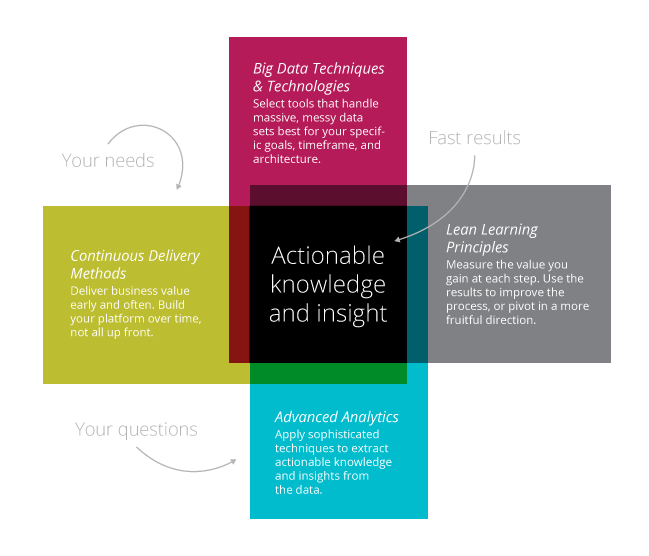 Big Data Techniques
& Technologies
Select tools that handle
massive, messy data
sets best for your specif-
ic goals, timeframe, and
architecture.
Your needs
Fast results
Continuous Delivery
Methods
Deliver business value
early and often. Build
your platform over time,
not all up front.
Actionable
knowledge
and insight
Lean Learning
Principles
Measure the value you
gain at each step. Use the
results to improve the
process, or pivot in a more
fruitful direction.
Your questions
Advanced Analytics
Apply sophisticated
techniques to extract
actionable knowledge
and insights from
the data.